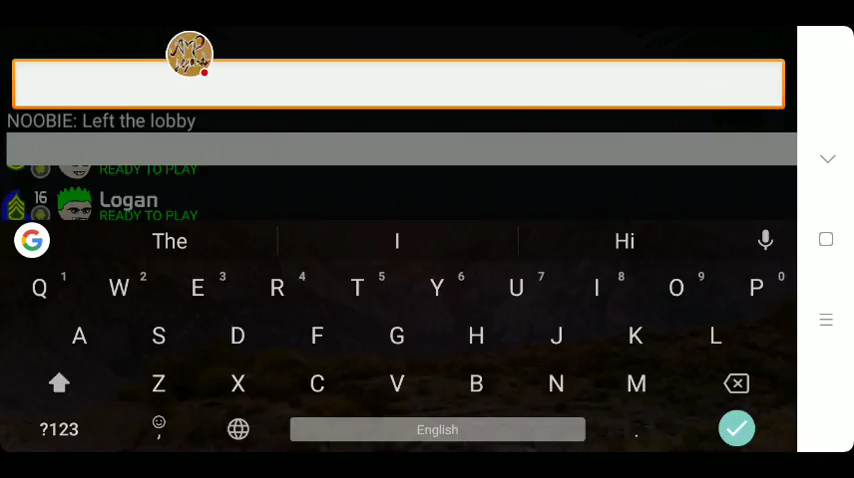 NOOBIE: Left the lobby
READY TO PLAY
16 Logan
READY TO PLAY
The I Hi
Q 1 W 2 E 3 R 4 T 5 Y 6 U 7 I 8 O 9 P 0
A S D F G H J K L
Z X C V B N M
?123 , English .